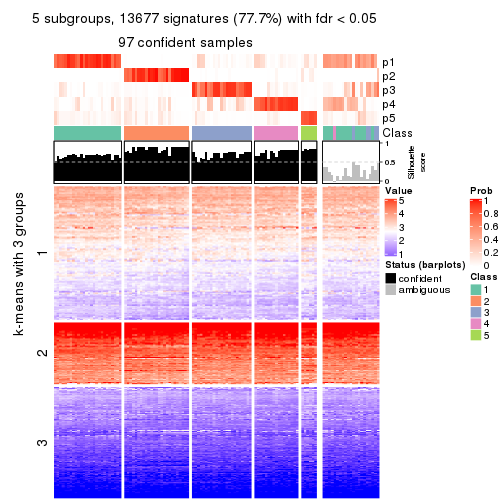 5 subgroups, 13677 signatures (77.7%) with fdr < 0.05
97 confident samples
p1
p2
p3
p4
p5
Class
1
0.5
0
Silhouette
score
k-means with 3 groups
1
2
3
Value
5
4
3
2
1
Status (barplots)
confident
ambiguous
Prob
1
0.8
0.6
0.4
0.2
0
Class
1
2
3
4
5